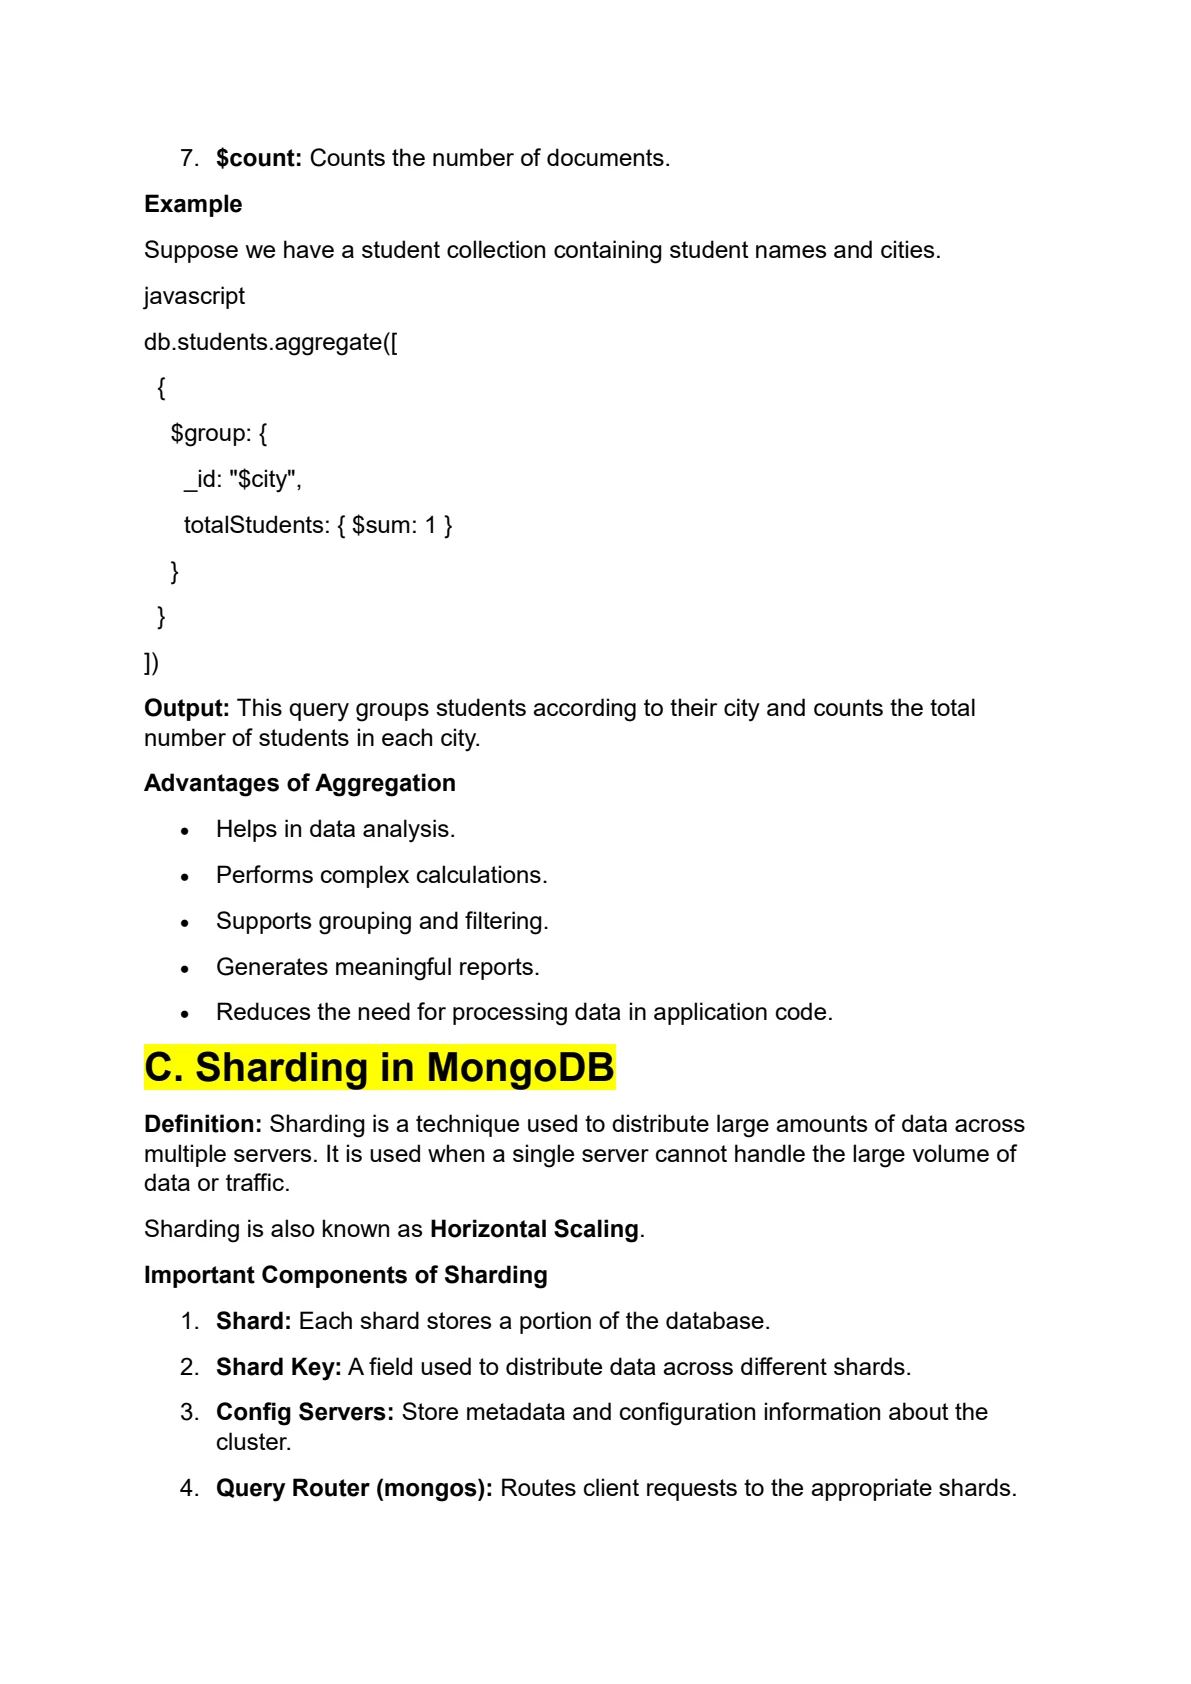 7. $count: Counts the number of documents.
Example
Suppose we have a student collection containing student names and cities.
javascript
db.students.aggregate([
{
$group: {
_id: "$city",
totalStudents: { $sum: 1 }
}
}
])
Output: This query groups students according to their city and counts the total
number of students in each city.
Advantages of Aggregation
• Helps in data analysis.
• Performs complex calculations.
• Supports grouping and filtering.
• Generates meaningful reports.
• Reduces the need for processing data in application code.
C. Sharding in MongoDB
Definition: Sharding is a technique used to distribute large amounts of data across
multiple servers. It is used when a single server cannot handle the large volume of
data or traffic.
Sharding is also known as Horizontal Scaling.
Important Components of Sharding
1. Shard: Each shard stores a portion of the database.
2. Shard Key: A field used to distribute data across different shards.
3. Config Servers: Store metadata and configuration information about the
cluster.
4. Query Router (mongos): Routes client requests to the appropriate shards.